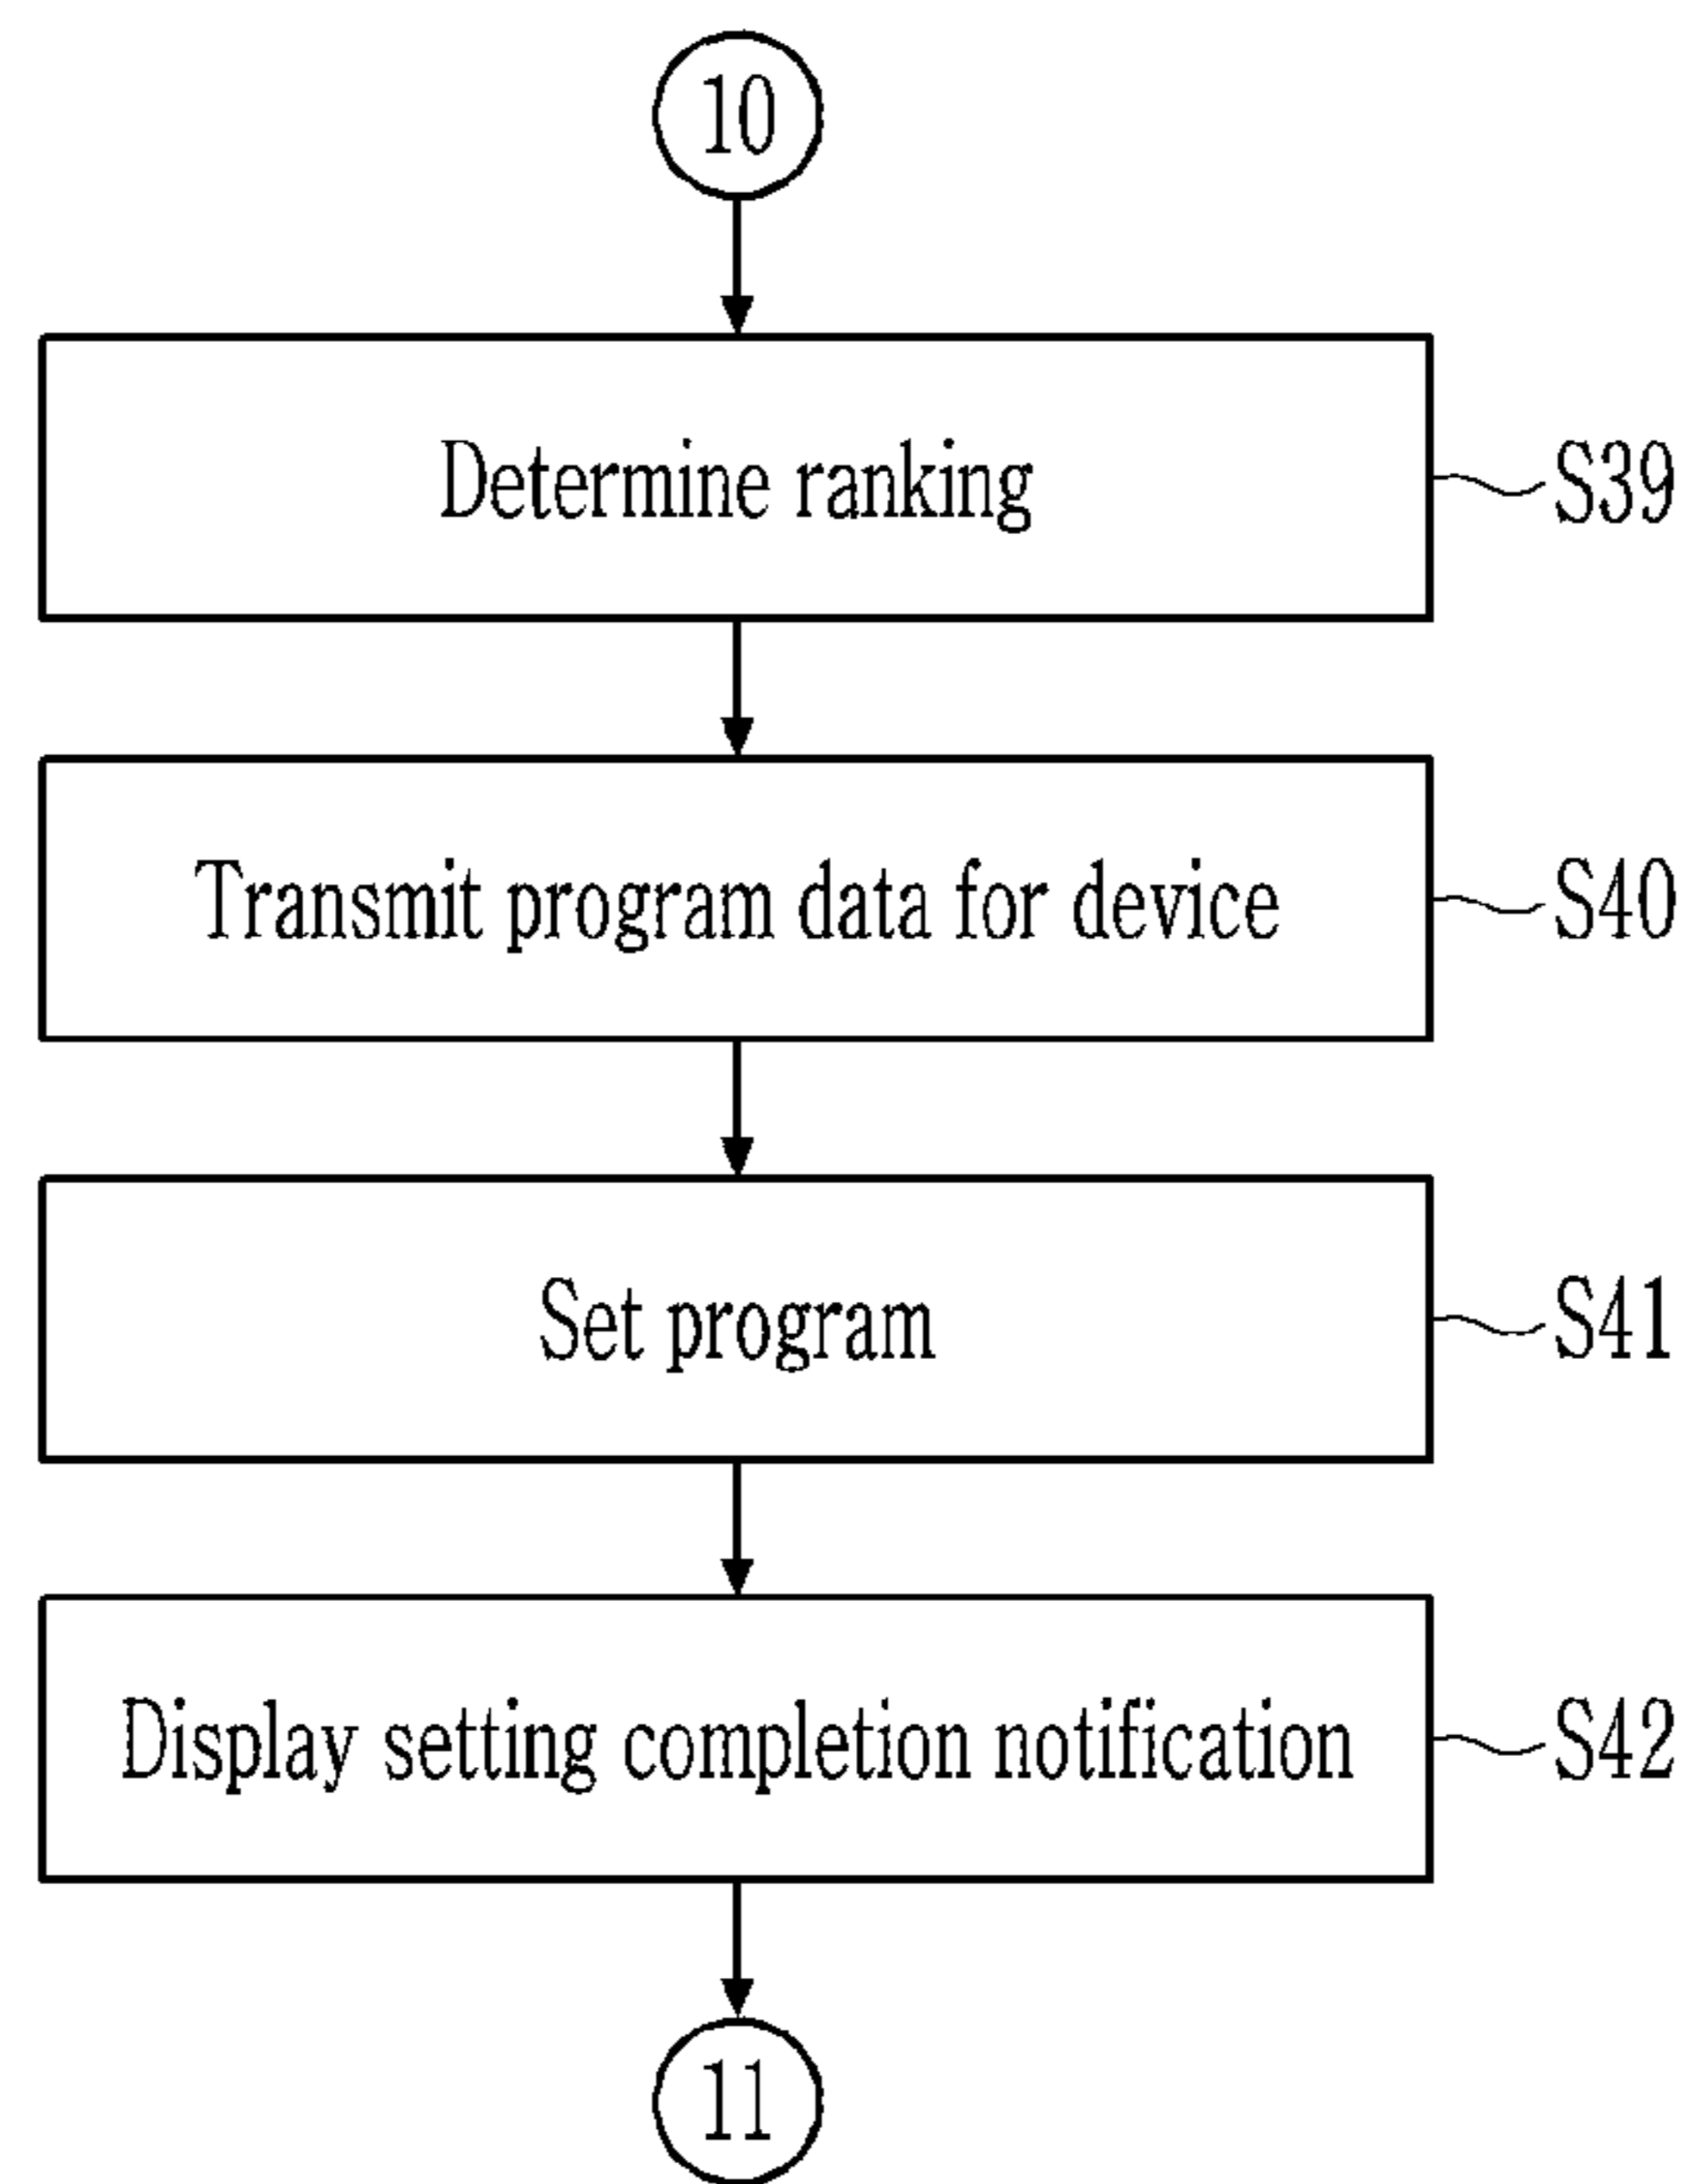 10
Determine ranking
S39
Transmit program data for device
S40
Set program
S41
Display setting completion notification
S42
11